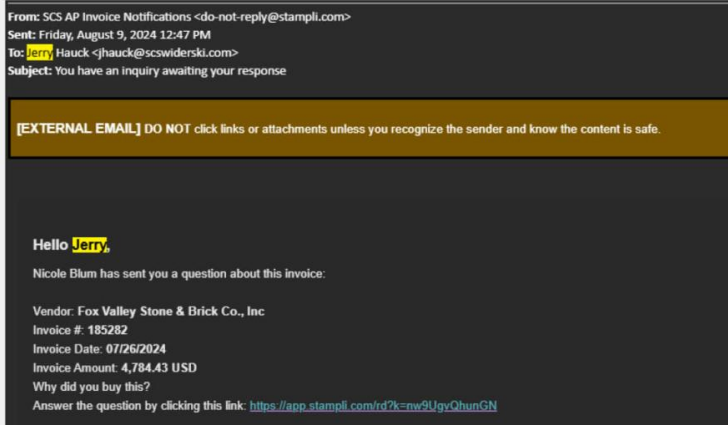 From: SCS AP Invoice Notifications <do-not-reply@stampli.com>
Sent: Friday, August 9, 2024 12:47 PM
To: Jerry Hauck <jhauck@scswiderski.com>
Subject: You have an inquiry awaiting your response
[EXTERNAL EMAIL] DO NOT click links or attachments unless you recognize the sender and know the content is safe.
Hello Jerry,
Nicole Blum has sent you a question about this invoice:
Vendor: Fox Valley Stone & Brick Co., Inc
Invoice #: 185282
Invoice Date: 07/26/2024
Invoice Amount: 4,784.43 USD
Why did you buy this?
Answer the question by clicking this link: https://app.stampli.com/rd?k=nw9UgvQhunGN